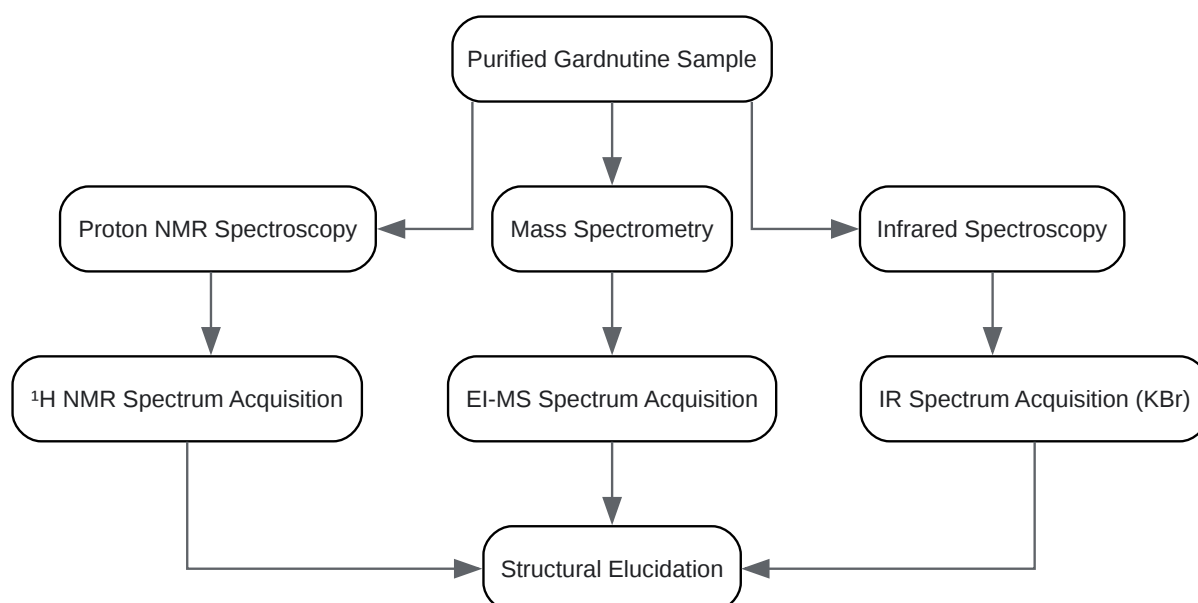 Purified Gardnutine Sample
Proton NMR Spectroscopy
Mass Spectrometry
Infrared Spectroscopy
¹H NMR Spectrum Acquisition
EI-MS Spectrum Acquisition
IR Spectrum Acquisition (KBr)
Structural Elucidation